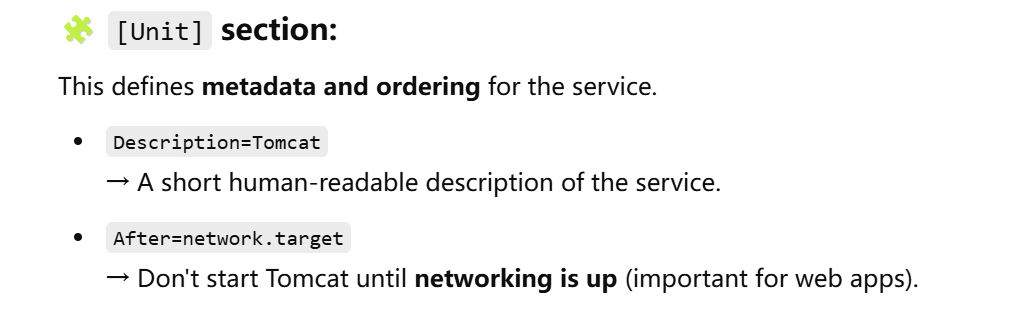 [Unit] section:
This defines metadata and ordering for the service.
Description=Tomcat
→ A short human-readable description of the service.
After=network.target
→ Don't start Tomcat until networking is up (important for web apps).